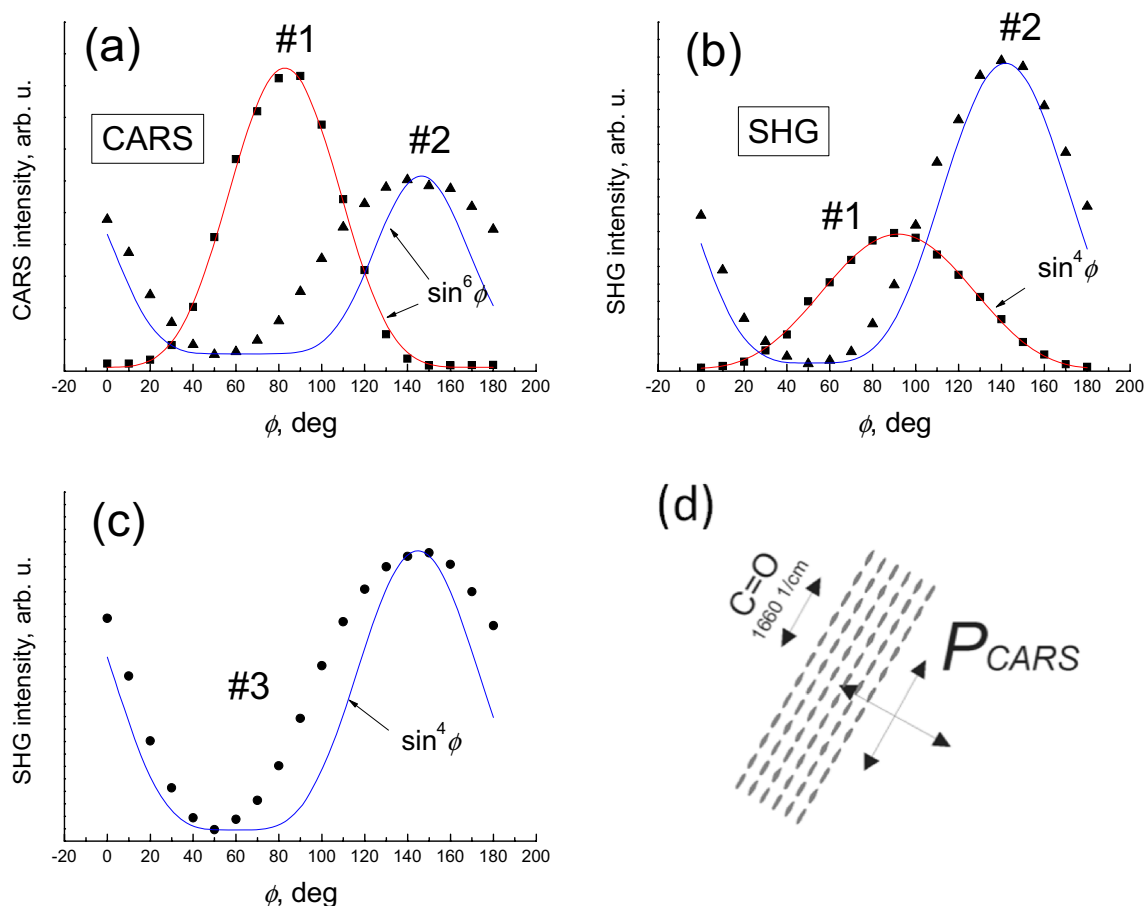 (a)
#1
CARS
#2
sin⁶ϕ
CARS intensity, arb. u.
-20 0 20 40 60 80 100 120 140 160 180 200
ϕ, deg
(b)
#2
SHG
#1
sin⁴ϕ
SHG intensity, arb. u.
-20 0 20 40 60 80 100 120 140 160 180 200
ϕ, deg
(c)
#3
sin⁴ϕ
SHG intensity, arb. u.
-20 0 20 40 60 80 100 120 140 160 180 200
ϕ, deg
(d)
C=O
1660 1/cm
P CARS